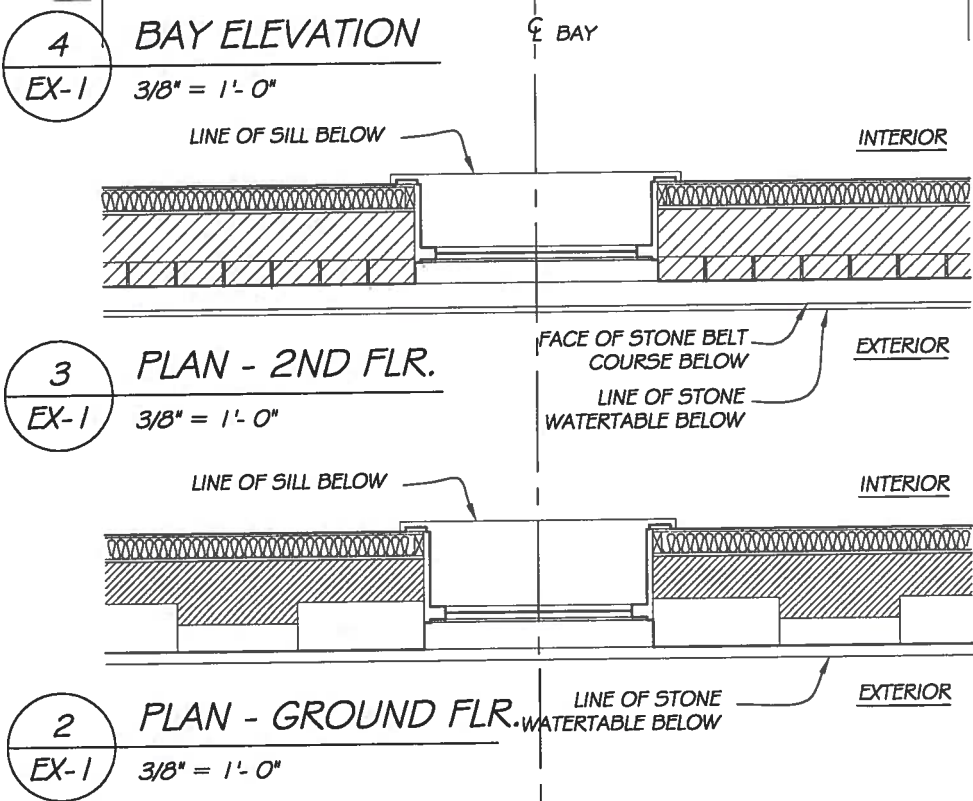 4 BAY ELEVATION
EX-1 3/8" = 1'-0"
℄ BAY
LINE OF SILL BELOW
INTERIOR
FACE OF STONE BELT
COURSE BELOW
EXTERIOR
LINE OF STONE
WATERTABLE BELOW
3 PLAN - 2ND FLR.
EX-1 3/8" = 1'-0"
LINE OF SILL BELOW
INTERIOR
LINE OF STONE
WATERTABLE BELOW
EXTERIOR
2 PLAN - GROUND FLR.
EX-1 3/8" = 1'-0"